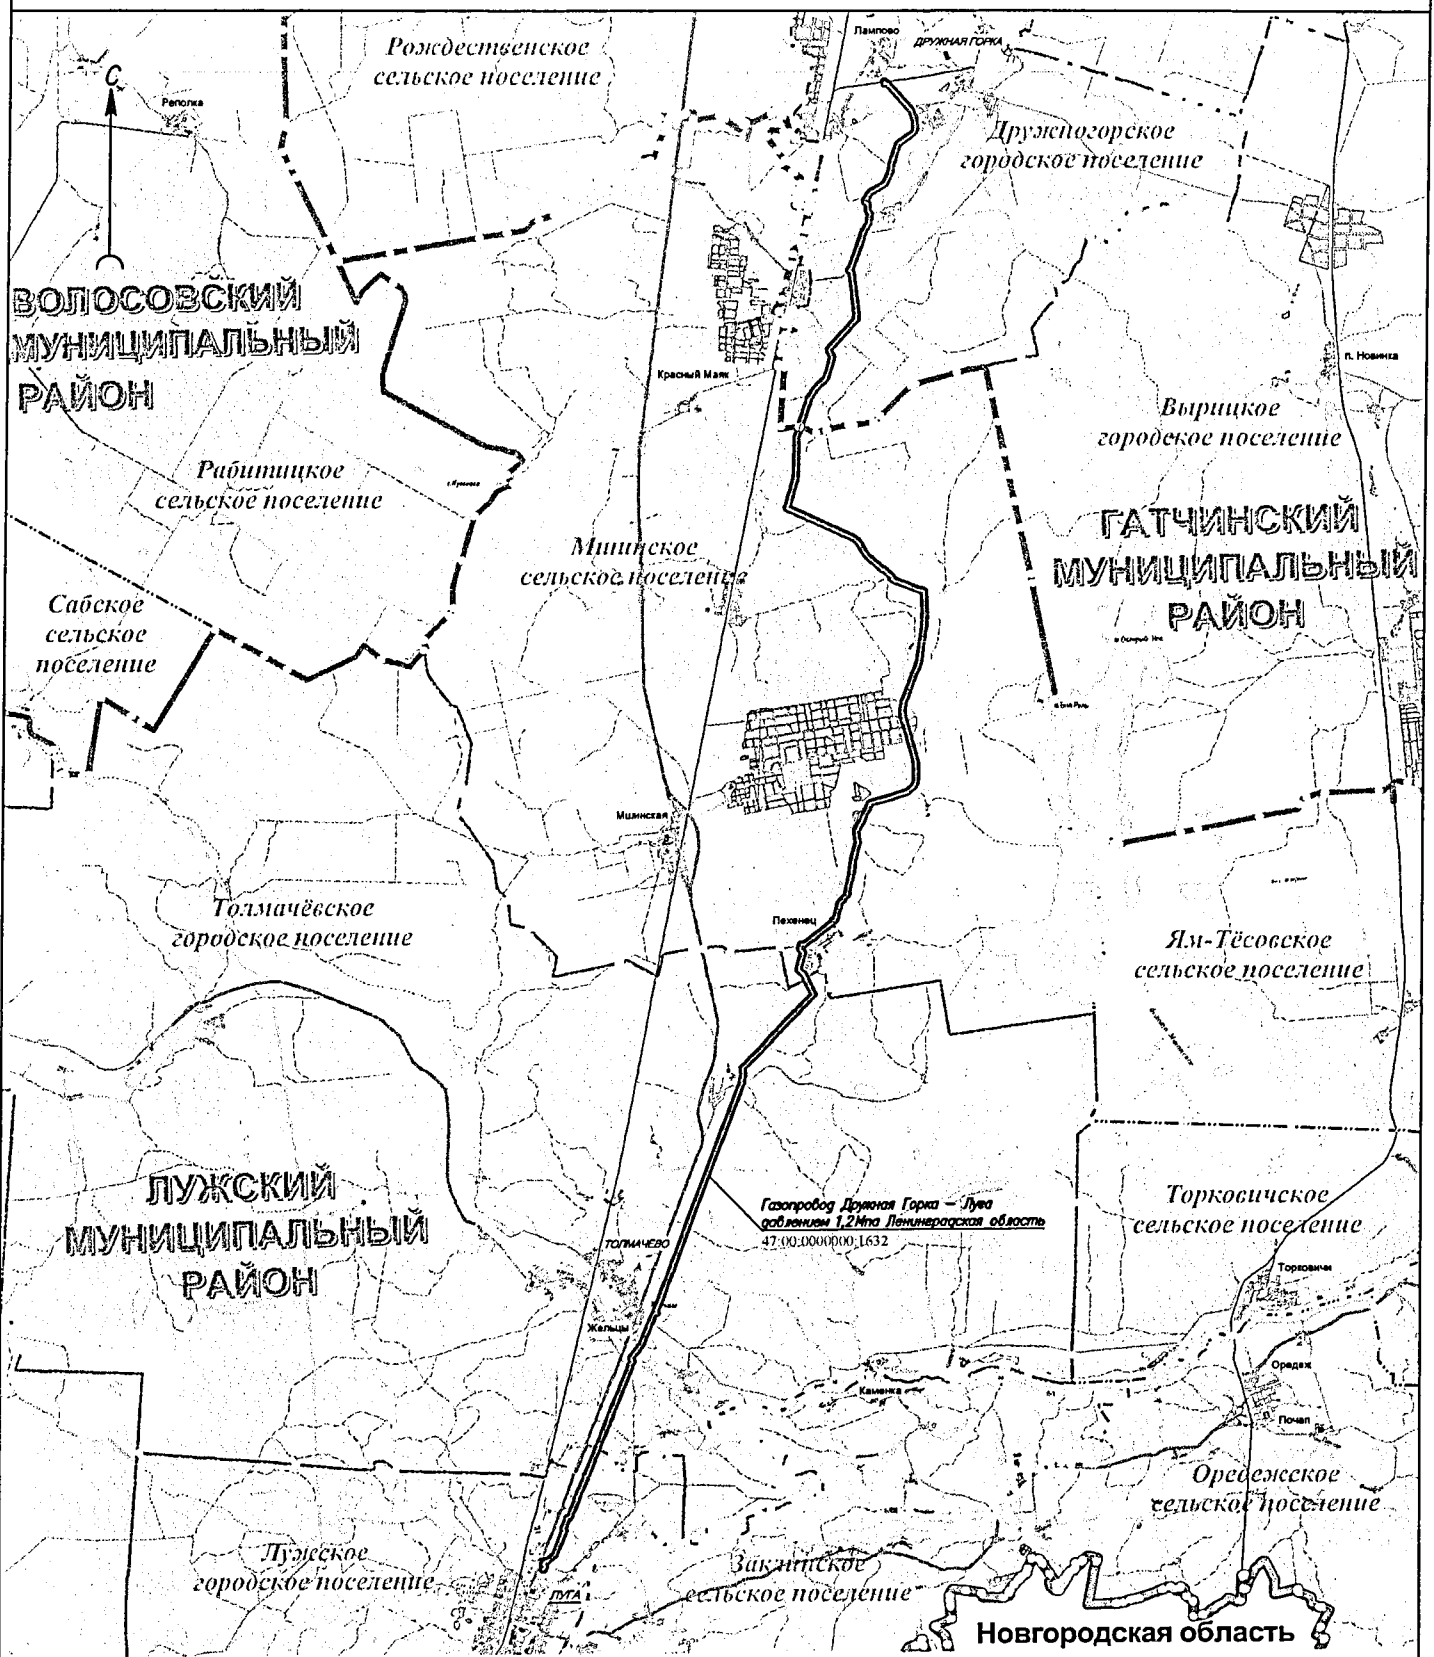 Лампово
ДРУЖНАЯ ГОРКА
Рождественское
сельское поселение
С
Реполка
Дружногорское
городское поселение
ВОЛОСОВСКИЙ
МУНИЦИПАЛЬНЫЙ
РАЙОН
п. Новинка
Красный Маяк
Вырицкое
городское поселение
Рабитицкое
сельское поселение
ГАТЧИНСКИЙ
МУНИЦИПАЛЬНЫЙ
РАЙОН
Мшинское
сельское поселение
Сабское
сельское
поселение
Мшинская
Толмачёвское
городское поселение
Пехенец
Ям-Тёсовское
сельское поселение
ЛУЖСКИЙ
МУНИЦИПАЛЬНЫЙ
РАЙОН
Газопровод Дружная Горка – Луга
давлением 1,2Мпа Ленинградская область
47:00:0000000:1632
Торковичское
сельское поселение
ТОЛМАЧЕВО
Торковичи
Жельцы
Оредеж
Каменка
Почап
Оредежское
сельское поселение
Лужское
городское поселение
Заклинское
сельское поселение
ЛУГА
Новгородская область